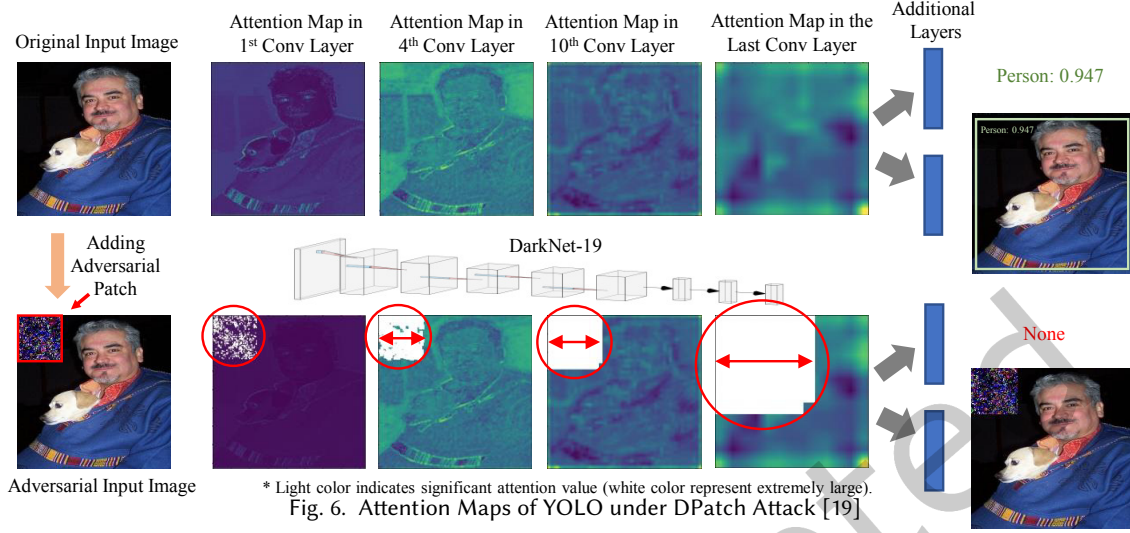 Original Input Image
Attention Map in
1st Conv Layer
Attention Map in
4th Conv Layer
Attention Map in
10th Conv Layer
Attention Map in the
Last Conv Layer
Additional
Layers
Person: 0.947
Person: 0.947
Adding
Adversarial
Patch
DarkNet-19
None
Adversarial Input Image
* Light color indicates significant attention value (white color represent extremely large).
Fig. 6. Attention Maps of YOLO under DPatch Attack [19]